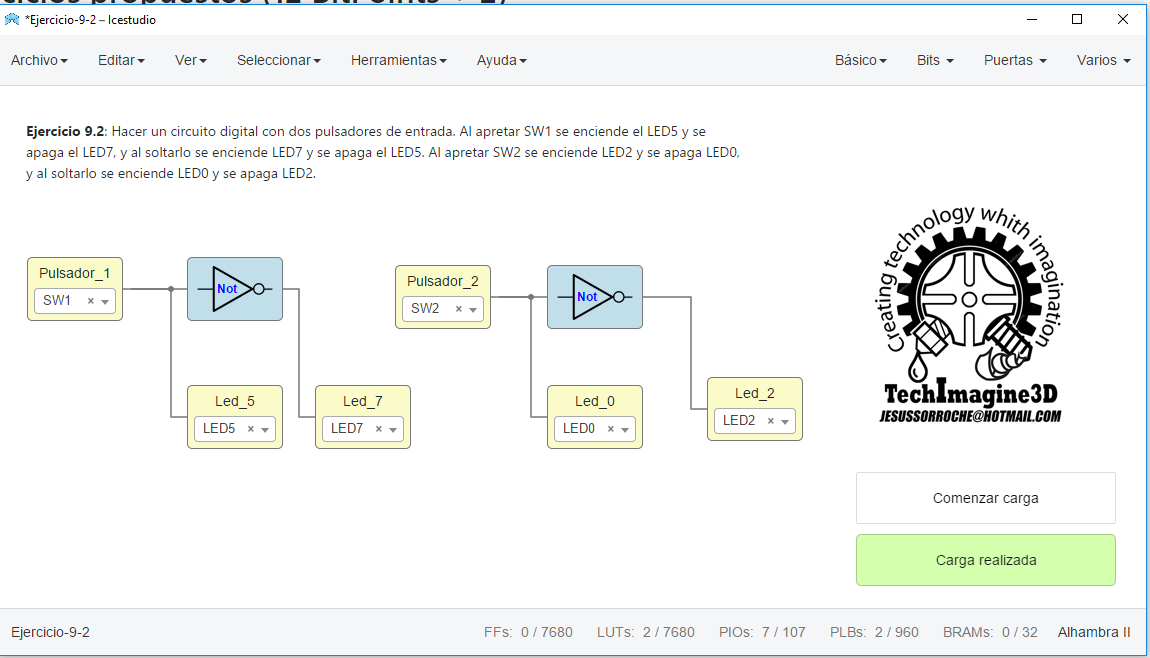 ciclos propuestos (12 BitPoints + 2)
*Ejercicio-9-2 – Icestudio
Archivo Editar Ver Seleccionar Herramientas Ayuda Básico Bits Puertas Varios
Ejercicio 9.2: Hacer un circuito digital con dos pulsadores de entrada. Al apretar SW1 se enciende el LED5 y se
apaga el LED7, y al soltarlo se enciende LED7 y se apaga el LED5. Al apretar SW2 se enciende LED2 y se apaga LED0,
y al soltarlo se enciende LED0 y se apaga LED2.
Creating technology whith imagination
Pulsador_1
SW1 ×
Not
Pulsador_2
SW2 ×
Not
Led_5
LED5 ×
Led_7
LED7 ×
Led_0
LED0 ×
Led_2
LED2 ×
TechImagine3D
JESUSSORROCHE@HOTMAIL.COM
Comenzar carga
Carga realizada
Ejercicio-9-2 FFs: 0 / 7680 LUTs: 2 / 7680 PIOs: 7 / 107 PLBs: 2 / 960 BRAMs: 0 / 32 Alhambra II